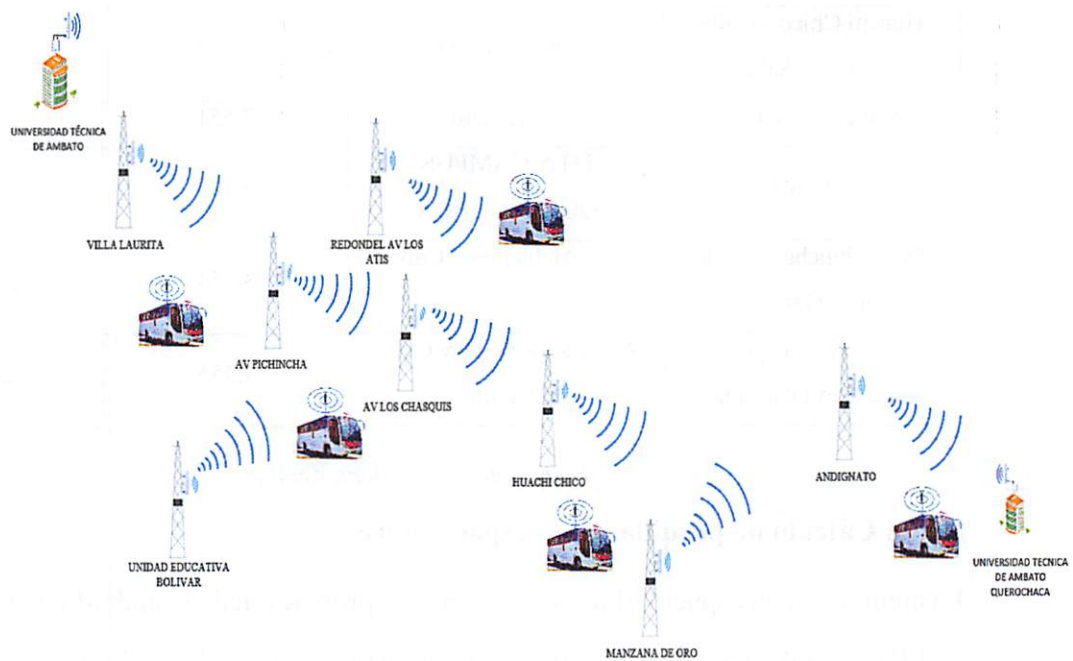 UNIVERSIDAD TÉCNICA
DE AMBATO
VILLA LAURITA
REDONDEL AV LOS
ATIS
AV PICHINCHA
AV LOS CHASQUIS
UNIDAD EDUCATIVA
BOLIVAR
HUACHI CHICO
ANDIGNATO
MANZANA DE ORO
UNIVERSIDAD TECNICA
DE AMBATO
QUEROCHACA